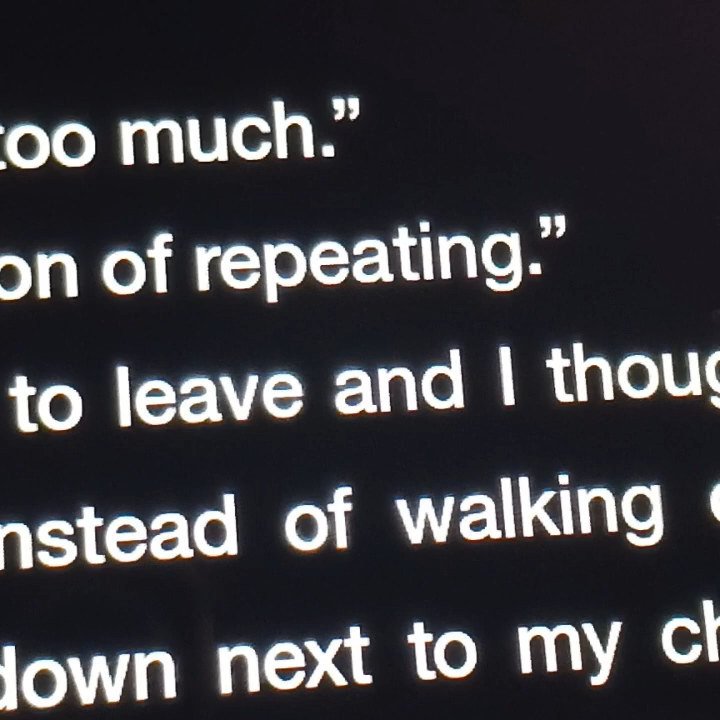 too much.”
on of repeating.”
to leave and I thoug
nstead of walking
down next to my ch